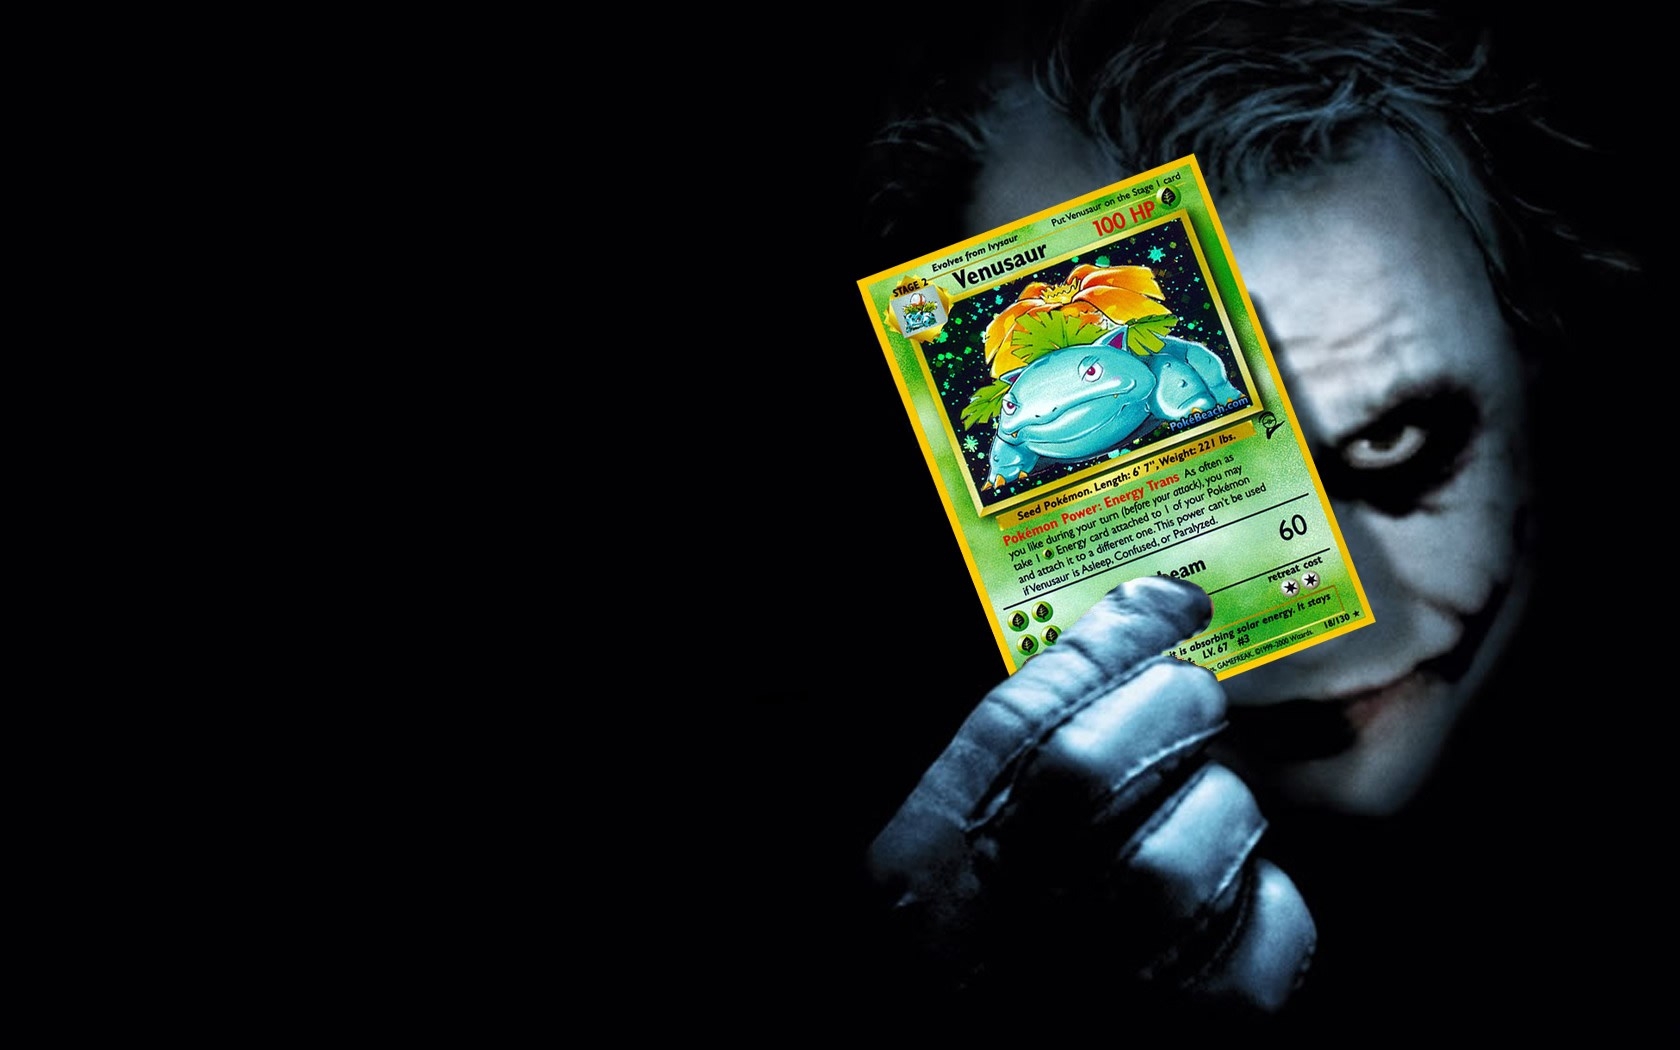 Put Venusaur on the Stage 1 card
Evolves from Ivysaur
100 HP
STAGE 2
Venusaur
PokéBeach.com
Seed Pokémon. Length: 6' 7", Weight: 221 lbs.
Pokémon Power: Energy Trans As often as
you like during your turn (before your attack), you may
take 1 Energy card attached to 1 of your Pokémon
and attach it to a different one. This power can't be used
if Venusaur is Asleep, Confused, or Paralyzed.
beam
60
retreat cost
it is absorbing solar energy. It stays
LV. 67 #3
GAMEFREAK. ©1999-2000 Wizards. 18/130